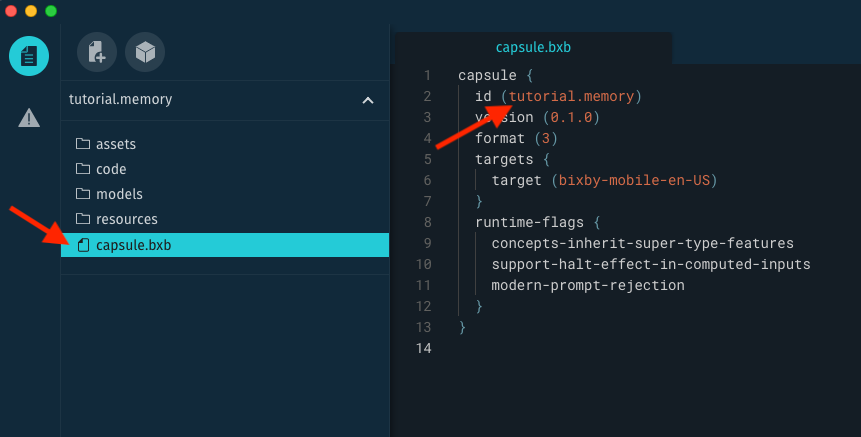 tutorial.memory
assets
code
models
resources
capsule.bxb
capsule.bxb
1 capsule {
2 id (tutorial.memory)
3 version (0.1.0)
4 format (3)
5 targets {
6 target (bixby-mobile-en-US)
7 }
8 runtime-flags {
9 concepts-inherit-super-type-features
10 support-halt-effect-in-computed-inputs
11 modern-prompt-rejection
12 }
13 }
14